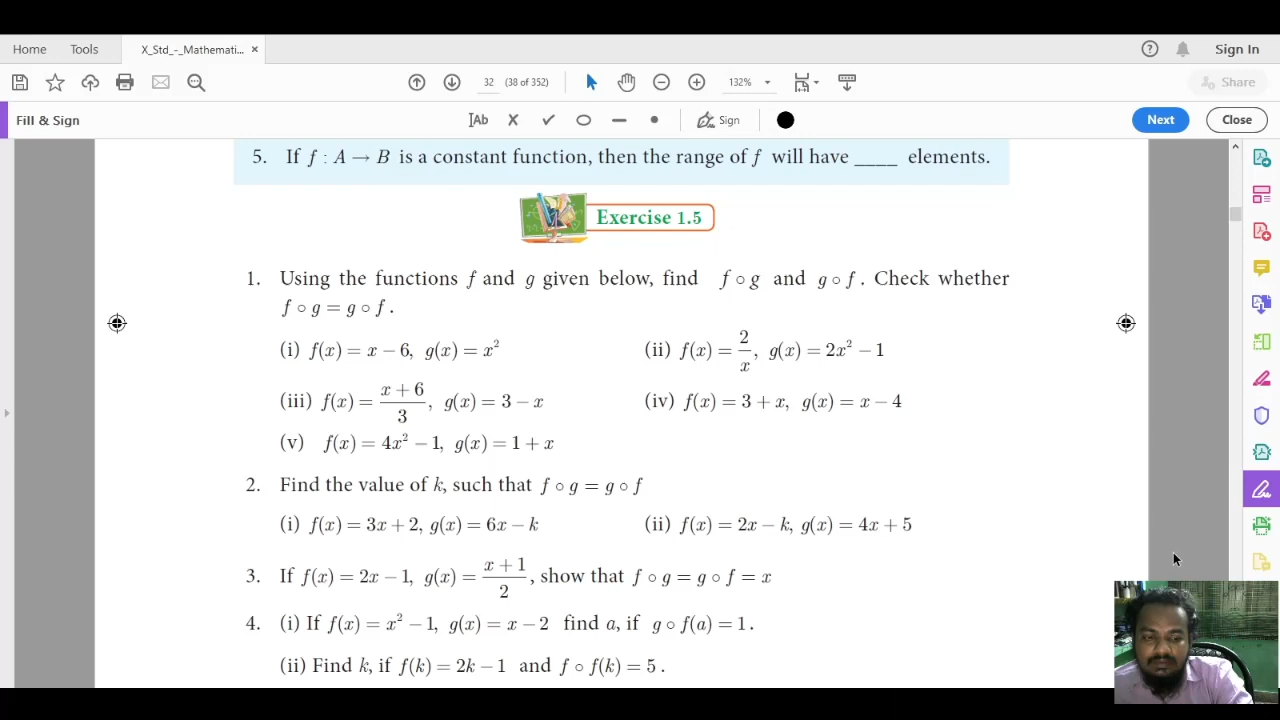 Home Tools X_Std_-_Mathemati... × Sign In
32 (38 of 352) 132% Share
Fill & Sign Ab Sign Next Close
5. If f : A → B is a constant function, then the range of f will have ____ elements.
Exercise 1.5
1. Using the functions f and g given below, find f ∘ g and g ∘ f. Check whether
f ∘ g = g ∘ f.
(i) f(x) = x − 6, g(x) = x² (ii) f(x) = 2/x, g(x) = 2x² − 1
(iii) f(x) = (x + 6)/3, g(x) = 3 − x (iv) f(x) = 3 + x, g(x) = x − 4
(v) f(x) = 4x² − 1, g(x) = 1 + x
2. Find the value of k, such that f ∘ g = g ∘ f
(i) f(x) = 3x + 2, g(x) = 6x − k (ii) f(x) = 2x − k, g(x) = 4x + 5
3. If f(x) = 2x − 1, g(x) = (x + 1)/2, show that f ∘ g = g ∘ f = x
4. (i) If f(x) = x² − 1, g(x) = x − 2 find a, if g ∘ f(a) = 1.
(ii) Find k, if f(k) = 2k − 1 and f ∘ f(k) = 5.